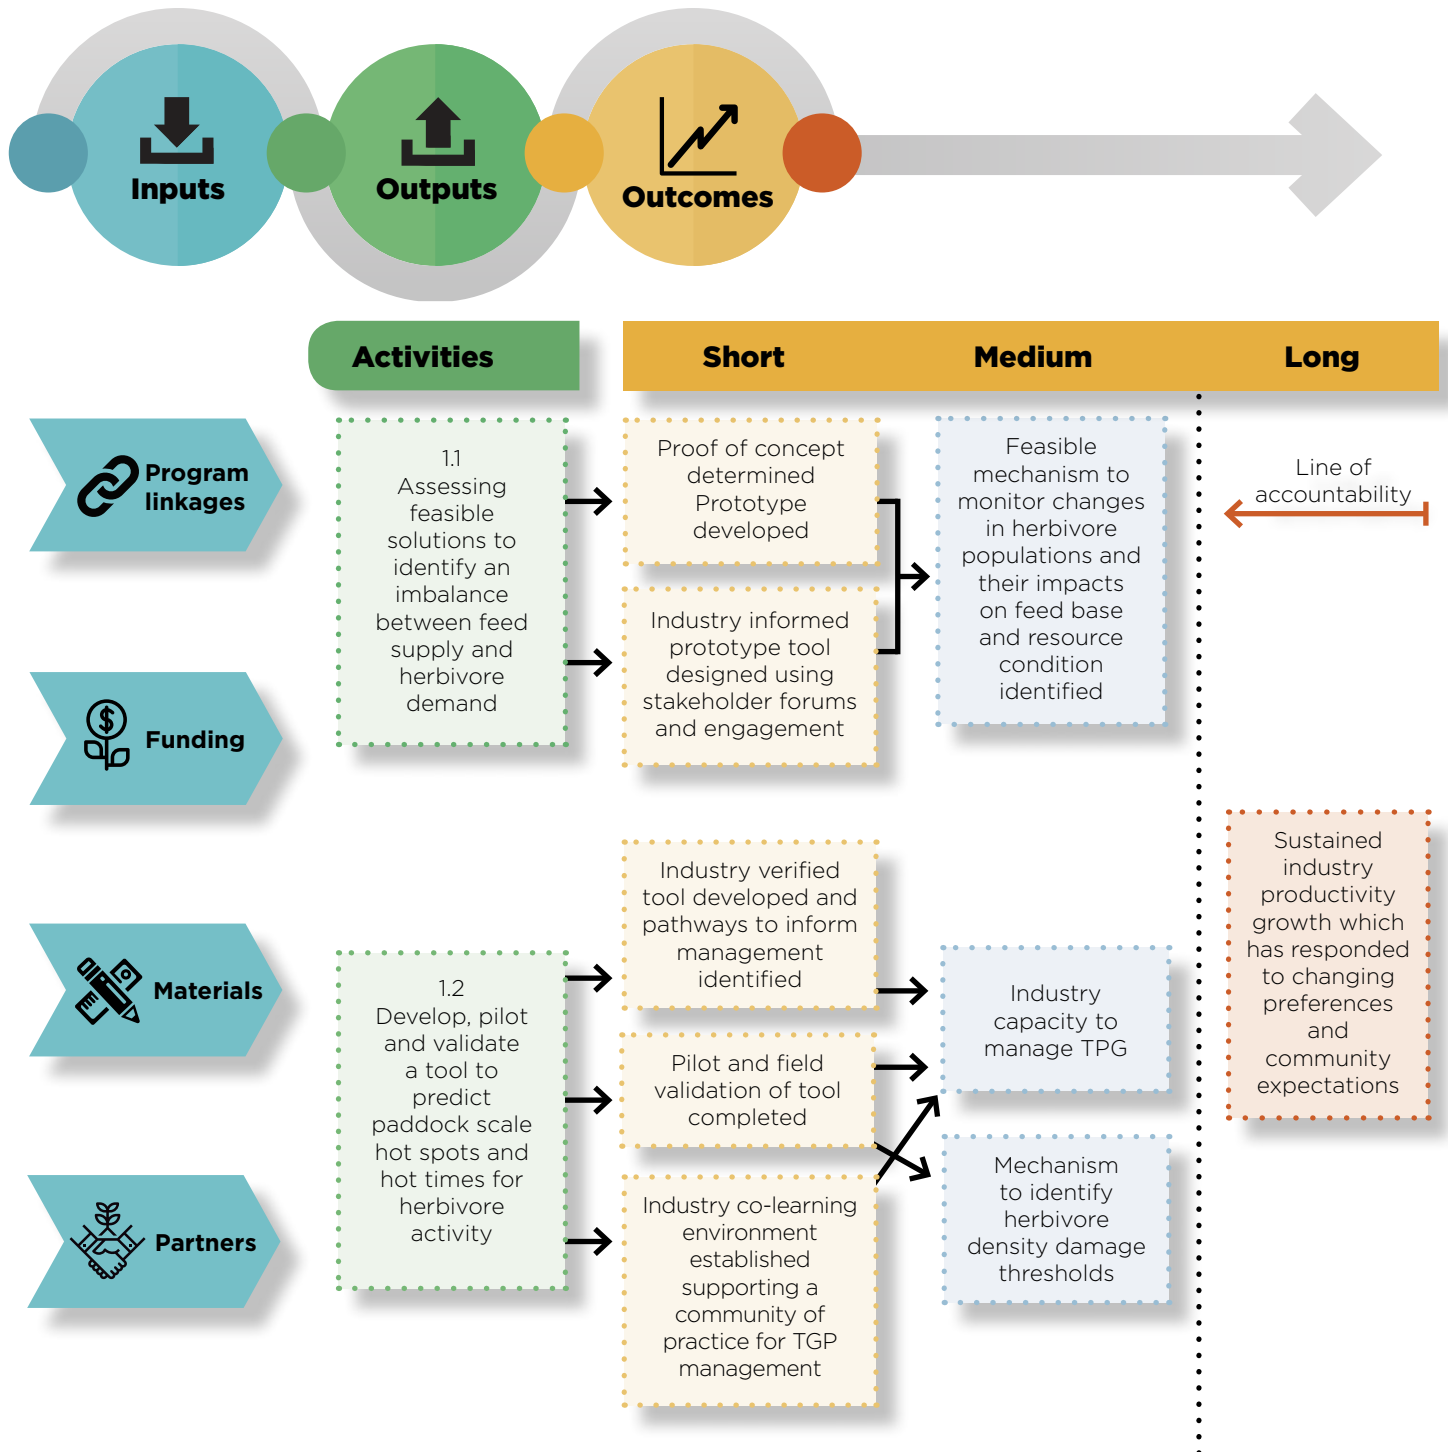 Inputs
Outputs
Outcomes
Activities
Short
Medium
Long
Program
linkages
Funding
Materials
Partners
1.1
Assessing
feasible
solutions to
identify an
imbalance
between feed
supply and
herbivore
demand
Proof of concept
determined
Prototype
developed
Industry informed
prototype tool
designed using
stakeholder forums
and engagement
Feasible
mechanism to
monitor changes
in herbivore
populations and
their impacts
on feed base
and resource
condition
identified
Line of
accountability
1.2
Develop, pilot
and validate
a tool to
predict
paddock scale
hot spots and
hot times for
herbivore
activity
Industry verified
tool developed and
pathways to inform
management
identified
Pilot and field
validation of tool
completed
Industry co-learning
environment
established
supporting a
community of
practice for TGP
management
Industry
capacity to
manage TPG
Mechanism
to identify
herbivore
density damage
thresholds
Sustained
industry
productivity
growth which
has responded
to changing
preferences
and
community
expectations